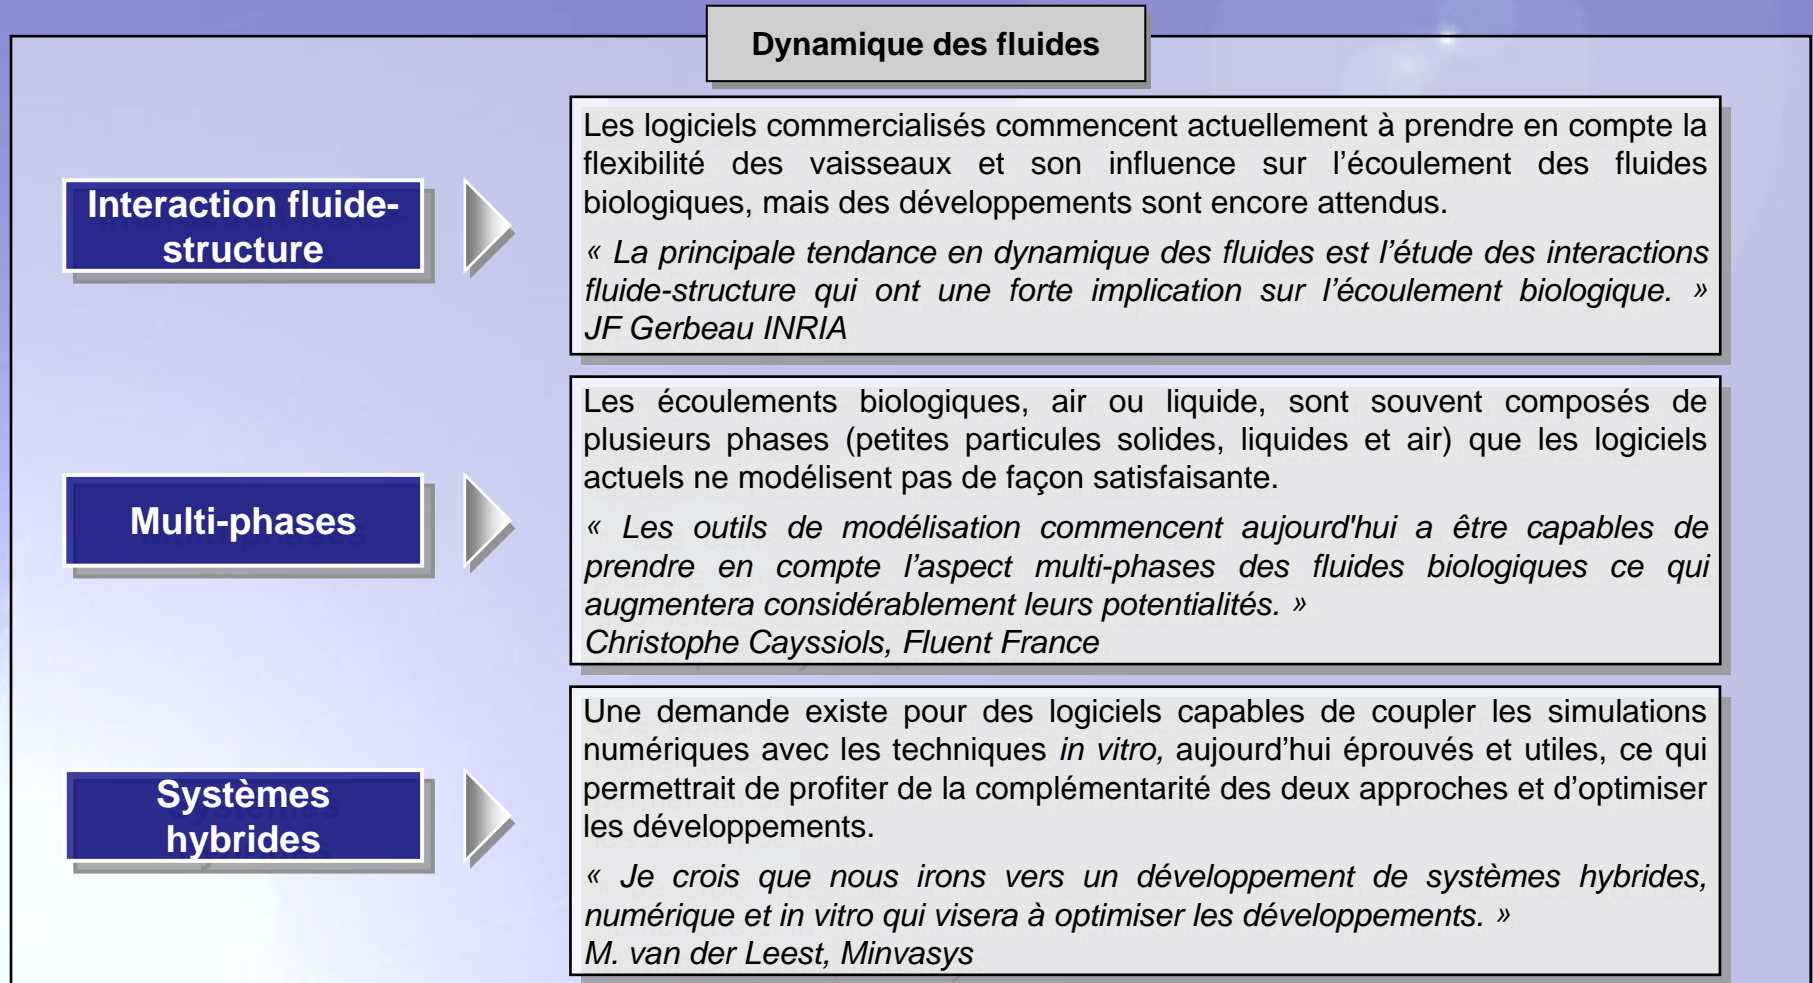 Dynamique des fluides
Interaction fluide-
structure
Les logiciels commercialisés commencent actuellement à prendre en compte la
flexibilité des vaisseaux et son influence sur l’écoulement des fluides
biologiques, mais des développements sont encore attendus.
« La principale tendance en dynamique des fluides est l’étude des interactions
fluide-structure qui ont une forte implication sur l’écoulement biologique. »
JF Gerbeau INRIA
Multi-phases
Les écoulements biologiques, air ou liquide, sont souvent composés de
plusieurs phases (petites particules solides, liquides et air) que les logiciels
actuels ne modélisent pas de façon satisfaisante.
« Les outils de modélisation commencent aujourd'hui a être capables de
prendre en compte l’aspect multi-phases des fluides biologiques ce qui
augmentera considérablement leurs potentialités. »
Christophe Cayssiols, Fluent France
Systèmes
hybrides
Une demande existe pour des logiciels capables de coupler les simulations
numériques avec les techniques in vitro, aujourd’hui éprouvés et utiles, ce qui
permettrait de profiter de la complémentarité des deux approches et d’optimiser
les développements.
« Je crois que nous irons vers un développement de systèmes hybrides,
numérique et in vitro qui visera à optimiser les développements. »
M. van der Leest, Minvasys